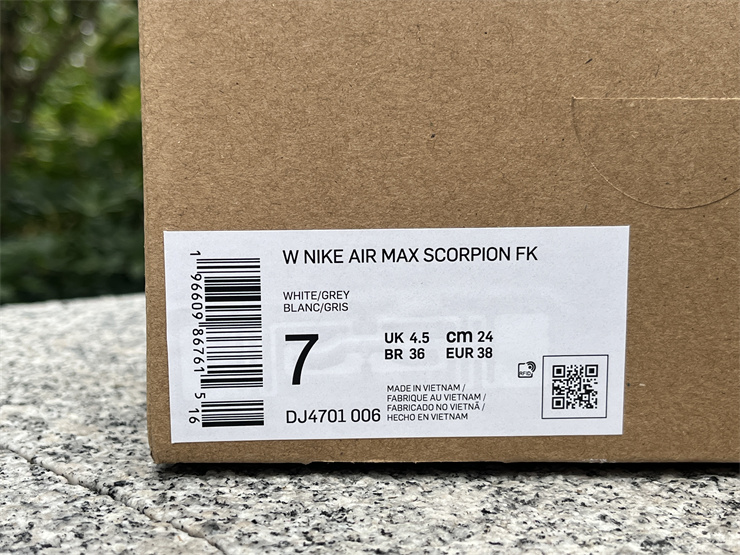 W NIKE AIR MAX SCORPION FK
WHITE/GREY
BLANC/GRIS
7
UK 4.5 cm 24
BR 36 EUR 38
MADE IN VIETNAM /
FABRIQUE AU VIETNAM /
FABRICADO NO VIETNÃ /
HECHO EN VIETNAM
DJ4701 006
RFID
1 96609 86761 5 16